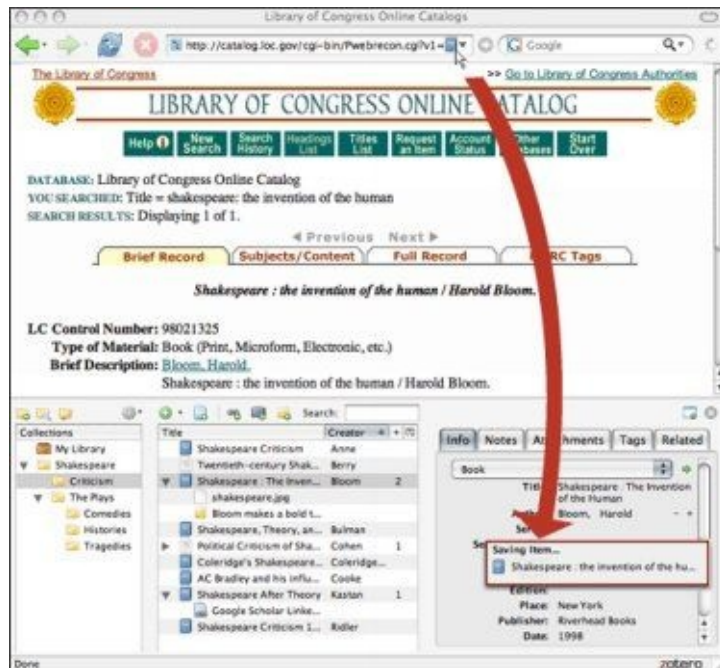 Library of Congress Online Catalogs
http://catalog.loc.gov/cgi-bin/Pwebrecon.cgi?v1=
Google
The Library of Congress
>> Go to Library of Congress Authorities
LIBRARY OF CONGRESS ONLINE CATALOG
Help New Search Search History Headings List Titles List Request an Item Account Status Other Databases Start Over
DATABASE: Library of Congress Online Catalog
YOU SEARCHED: Title = shakespeare: the invention of the human
SEARCH RESULTS: Displaying 1 of 1.
Previous Next
Brief Record Subjects/Content Full Record Tags
Shakespeare : the invention of the human / Harold Bloom.
LC Control Number: 98021325
Type of Material: Book (Print, Microform, Electronic, etc.)
Brief Description: Bloom, Harold.
Shakespeare : the invention of the human / Harold Bloom.
Search:
Collections
My Library
Shakespeare
Criticism
The Plays
Comedies
Histories
Tragedies
Title Creator
Shakespeare Criticism Anne
Twentieth-century Shak... Berry
Shakespeare : The Inven... Bloom 2
shakespeare.jpg
Bloom makes a bold t...
Shakespeare, Theory, an... Bulman
Political Criticism of Sha... Cohen 1
Coleridge's Shakespeare... Coleridge...
AC Bradley and his influ... Cooke
Shakespeare After Theory Kastan 1
Google Scholar Linke...
Shakespeare Criticism 1... Ridler
Info Notes Tags Related
Book
Shakespeare : The Invention
of the Human
Bloom, Harold
Saving Item...
Shakespeare : the invention of the hu...
Edition:
Place: New York
Publisher: Riverhead Books
Date: 1998
Done
zotero